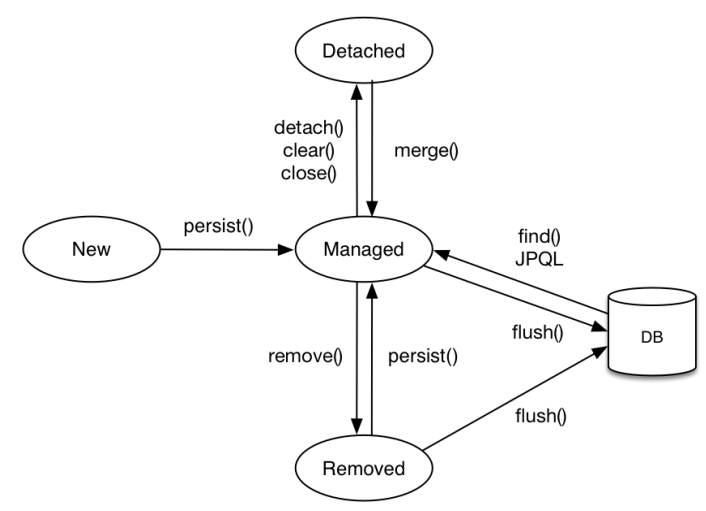 Detached
detach()
clear()
close()
merge()
persist()
New
Managed
find()
JPQL
flush()
DB
remove()
persist()
flush()
Removed